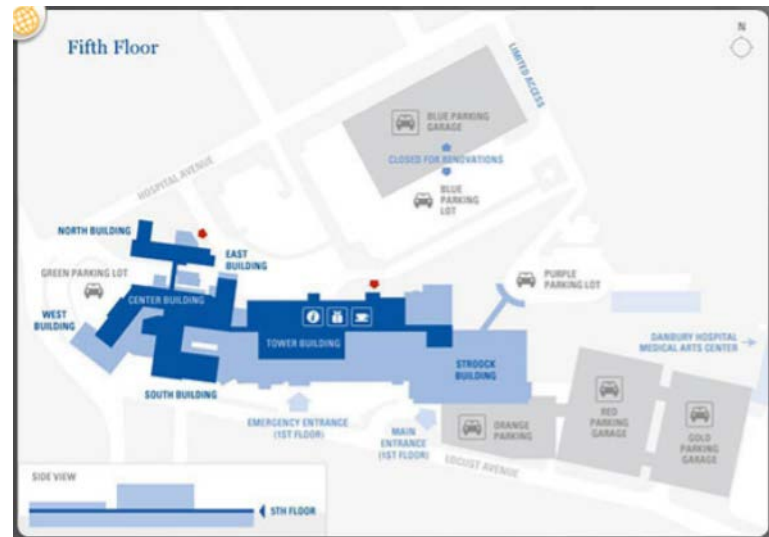 Fifth Floor
N
LIMITED ACCESS
BLUE PARKING
GARAGE
CLOSED FOR RENOVATIONS
HOSPITAL AVENUE
BLUE
PARKING
LOT
NORTH BUILDING
EAST
BUILDING
GREEN PARKING LOT
PURPLE
PARKING LOT
CENTER BUILDING
WEST
BUILDING
TOWER BUILDING
DANBURY HOSPITAL
MEDICAL ARTS CENTER
STROOCK
BUILDING
SOUTH BUILDING
EMERGENCY ENTRANCE
(1ST FLOOR)
MAIN
ENTRANCE
(1ST FLOOR)
ORANGE
PARKING
RED
PARKING
GARAGE
GOLD
PARKING
GARAGE
LOCUST AVENUE
SIDE VIEW
5TH FLOOR